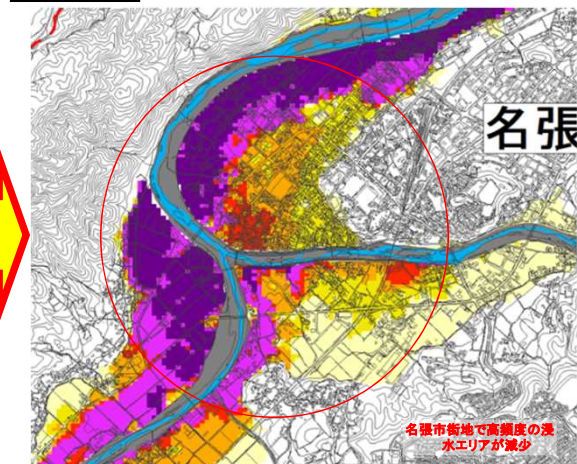 名張
名張市街地で高頻度の浸
水エリアが減少